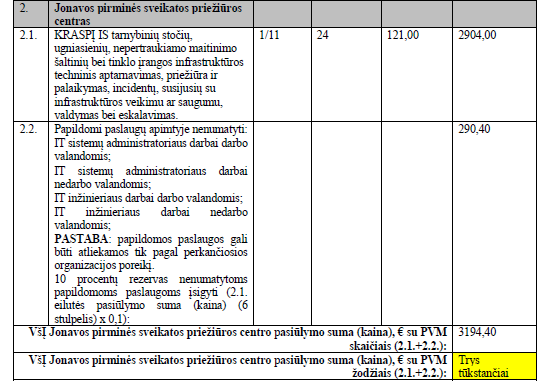 2. Jonavos pirminės sveikatos priežiūros
centras
2.1. KRASPĮ IS tarnybinių stočių, 1/11 24 121,00 2904,00
ugniasienių, nepertraukiamo maitinimo
šaltinių bei tinklo įrangos infrastruktūros
techninis aptarnavimas, priežiūra ir
palaikymas, incidentų, susijusių su
infrastruktūros veikimu ar saugumu,
valdymas bei eskalavimas.
2.2. Papildomi paslaugų apimtyje nenumatyti: 290,40
IT sistemų administratoriaus darbai darbo
valandomis;
IT sistemų administratoriaus darbai
nedarbo valandomis;
IT inžinieriaus darbai darbo valandomis;
IT inžinieriaus darbai nedarbo
valandomis;
PASTABA: papildomos paslaugos gali
būti atliekamos tik pagal perkančiosios
organizacijos poreikį.
10 procentų rezervas nenumatytoms
papildomoms paslaugoms įsigyti (2.1.
eilutės pasiūlymo suma (kaina) (6
stulpelis) x 0,1):
VšĮ Jonavos pirminės sveikatos priežiūros centro pasiūlymo suma (kaina), € su PVM 3194,40
skaičiais (2.1.+2.2.):
VšĮ Jonavos pirminės sveikatos priežiūros centro pasiūlymo suma (kaina), € su PVM Trys
žodžiais (2.1.+2.2.): tūkstančiai